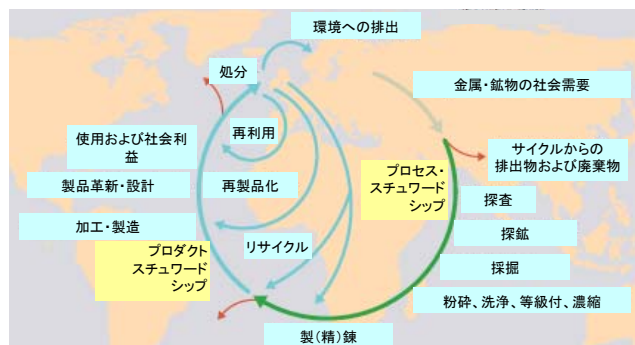 環境への排出
処分
金属・鉱物の社会需要
使用および社会利
益
再利用
サイクルからの
排出物および廃棄物
製品革新・設計
再製品化
プロセス・
スチュワード
シップ
探査
加工・製造
探鉱
プロダクト
スチュワード
シップ
リサイクル
採掘
粉砕、洗浄、等級付、濃縮
製(精)錬